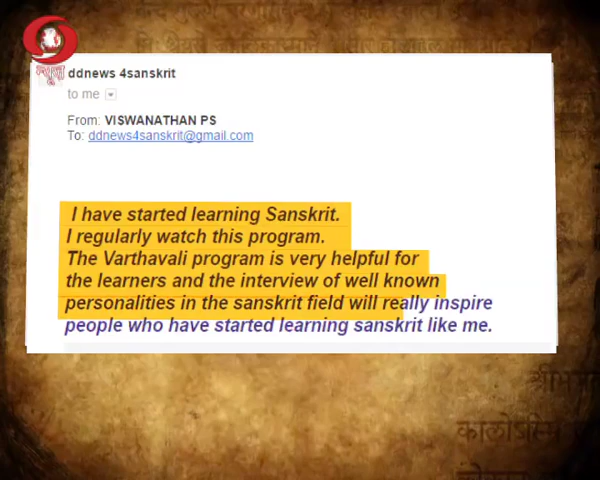 न्यूज़
ddnews 4sanskrit
to me
From: VISWANATHAN PS
To: ddnews4sanskrit@gmail.com
I have started learning Sanskrit.
I regularly watch this program.
The Varthavali program is very helpful for
the learners and the interview of well known
personalities in the sanskrit field will really inspire
people who have started learning sanskrit like me.
कालोऽस्मि